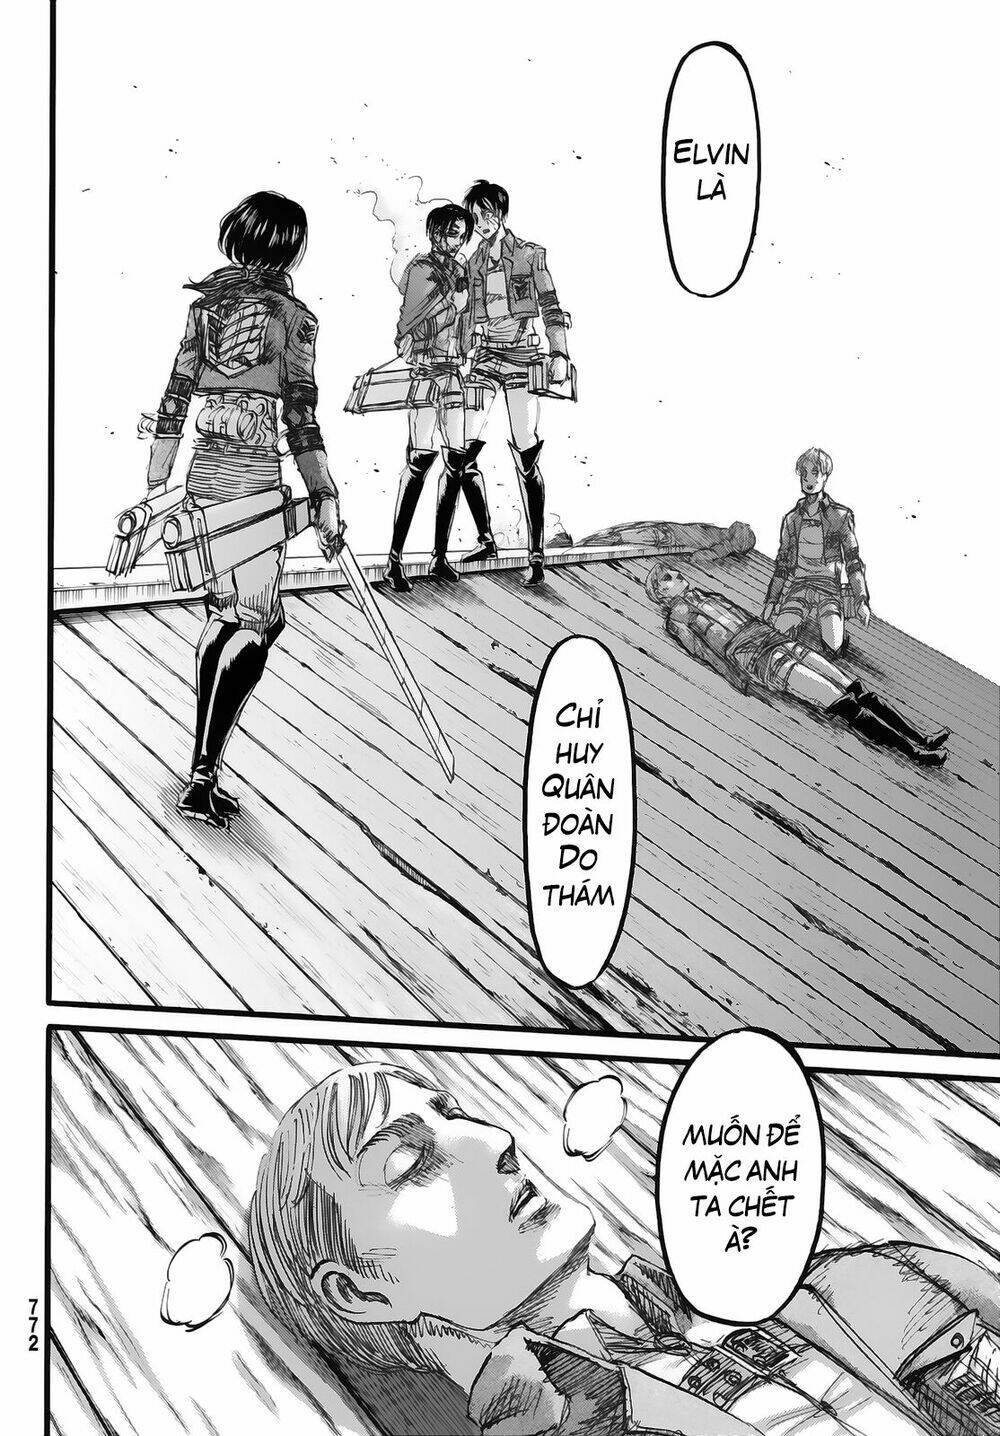 ELVIN
LÀ
CHỈ
HUY
QUÂN
ĐOÀN
DO
THÁM
MUỐN ĐỂ
MẶC ANH
TA CHẾT
À?
772